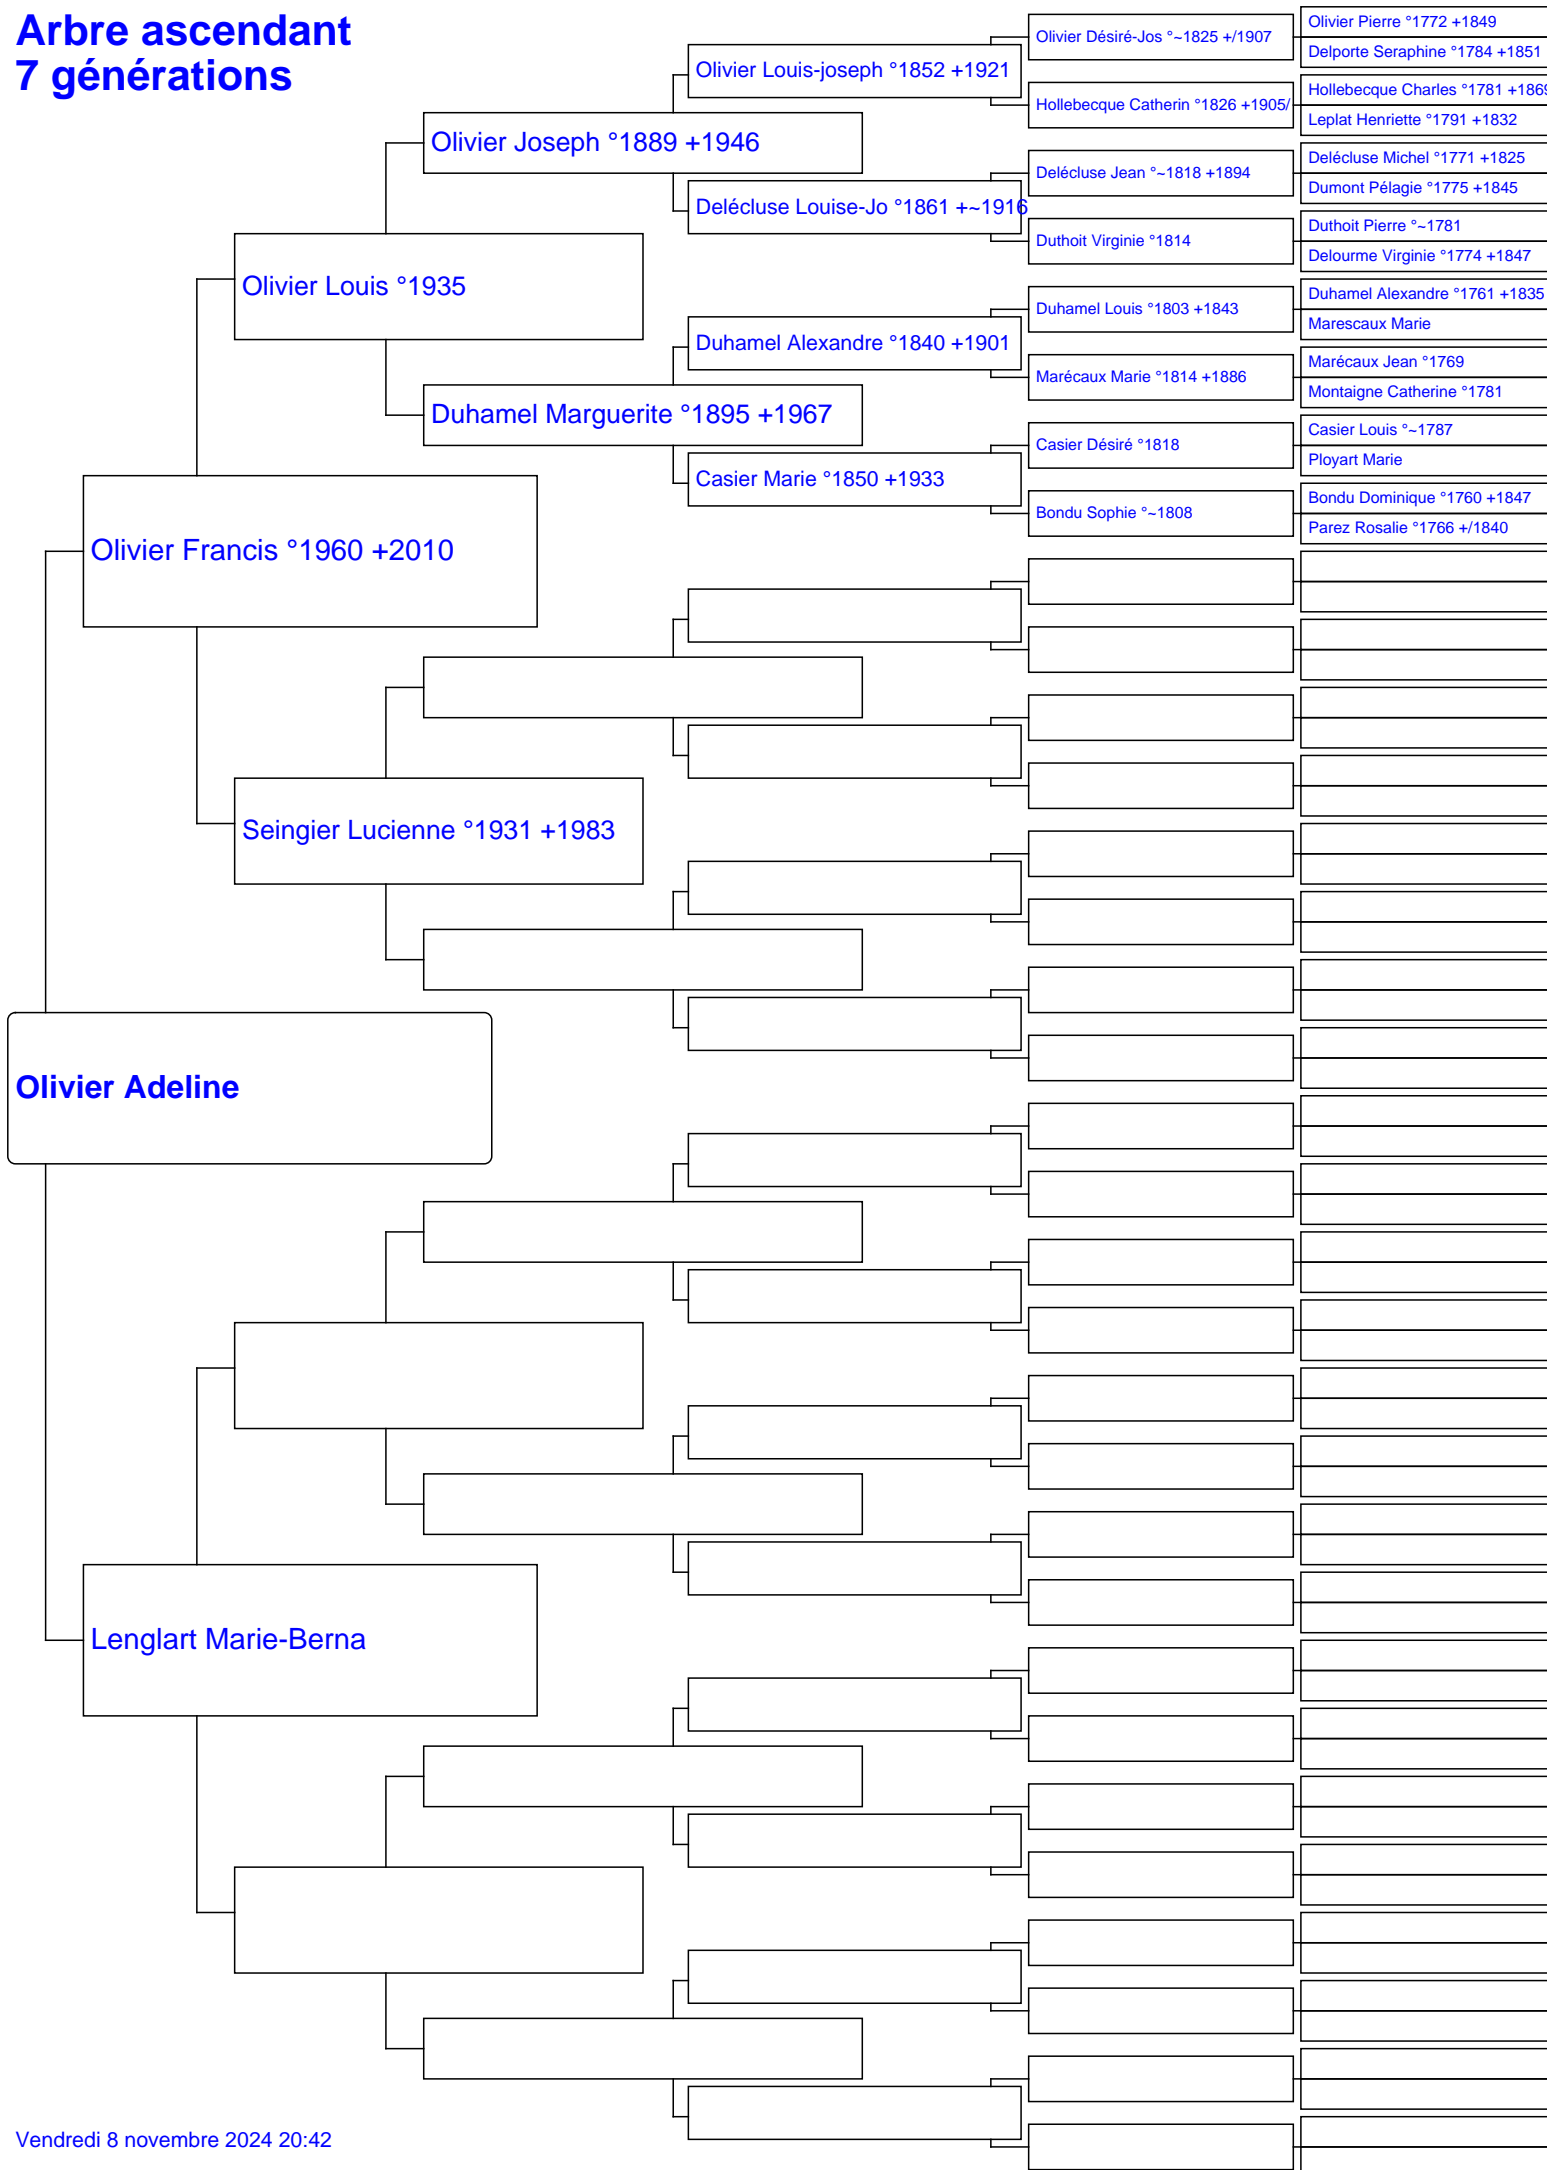 Arbre ascendant
7 générations
Olivier Désiré-Jos °~1825 +/1907
Olivier Pierre °1772 +1849
Delporte Seraphine °1784 +1851
Olivier Louis-joseph °1852 +1921
Hollebecque Catherin °1826 +1905/
Hollebecque Charles °1781 +1869
Leplat Henriette °1791 +1832
Olivier Joseph °1889 +1946
Delécluse Jean °~1818 +1894
Delécluse Michel °1771 +1825
Dumont Pélagie °1775 +1845
Delécluse Louise-Jo °1861 +~1916
Duthoit Virginie °1814
Duthoit Pierre °~1781
Delourme Virginie °1774 +1847
Olivier Louis °1935
Duhamel Louis °1803 +1843
Duhamel Alexandre °1761 +1835
Marescaux Marie
Duhamel Alexandre °1840 +1901
Marécaux Marie °1814 +1886
Marécaux Jean °1769
Montaigne Catherine °1781
Duhamel Marguerite °1895 +1967
Casier Désiré °1818
Casier Louis °~1787
Ployart Marie
Casier Marie °1850 +1933
Bondu Sophie °~1808
Bondu Dominique °1760 +1847
Parez Rosalie °1766 +/1840
Olivier Francis °1960 +2010
Seingier Lucienne °1931 +1983
Olivier Adeline
Lenglart Marie-Berna
Vendredi 8 novembre 2024 20:42